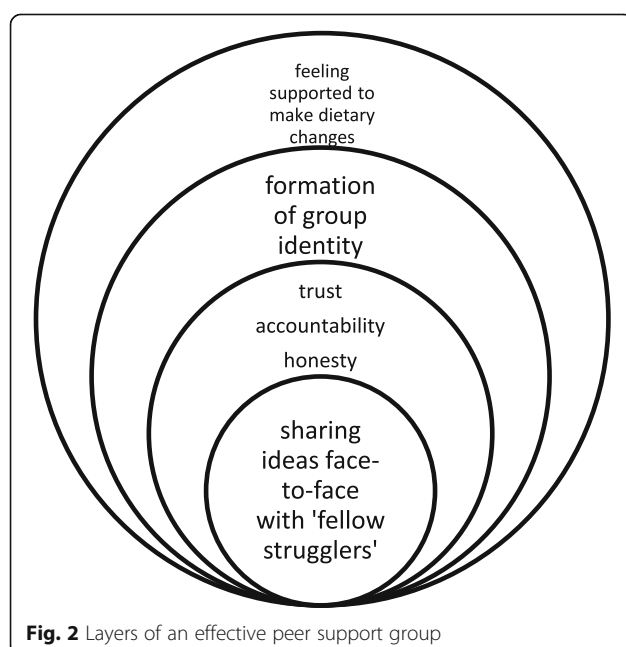 feeling
supported to
make dietary
changes
formation
of group
identity
trust
accountability
honesty
sharing
ideas face-
to-face
with 'fellow
strugglers'
Fig. 2 Layers of an effective peer support group